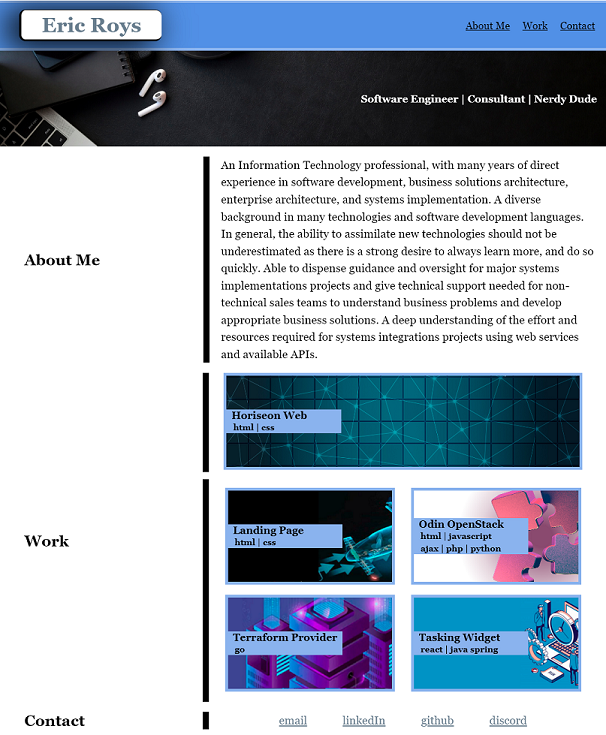 Eric Roys
About Me Work Contact
Software Engineer | Consultant | Nerdy Dude
About Me
An Information Technology professional, with many years of direct
experience in software development, business solutions architecture,
enterprise architecture, and systems implementation. A diverse
background in many technologies and software development languages.
In general, the ability to assimilate new technologies should not be
underestimated as there is a strong desire to always learn more, and do so
quickly. Able to dispense guidance and oversight for major systems
implementations projects and give technical support needed for non-
technical sales teams to understand business problems and develop
appropriate business solutions. A deep understanding of the effort and
resources required for systems integrations projects using web services
and available APIs.
Work
Horiseon Web
html | css
Landing Page
html | css
Odin OpenStack
html | javascript
ajax | php | python
Terraform Provider
go
Tasking Widget
react | java spring
Contact
email linkedIn github discord